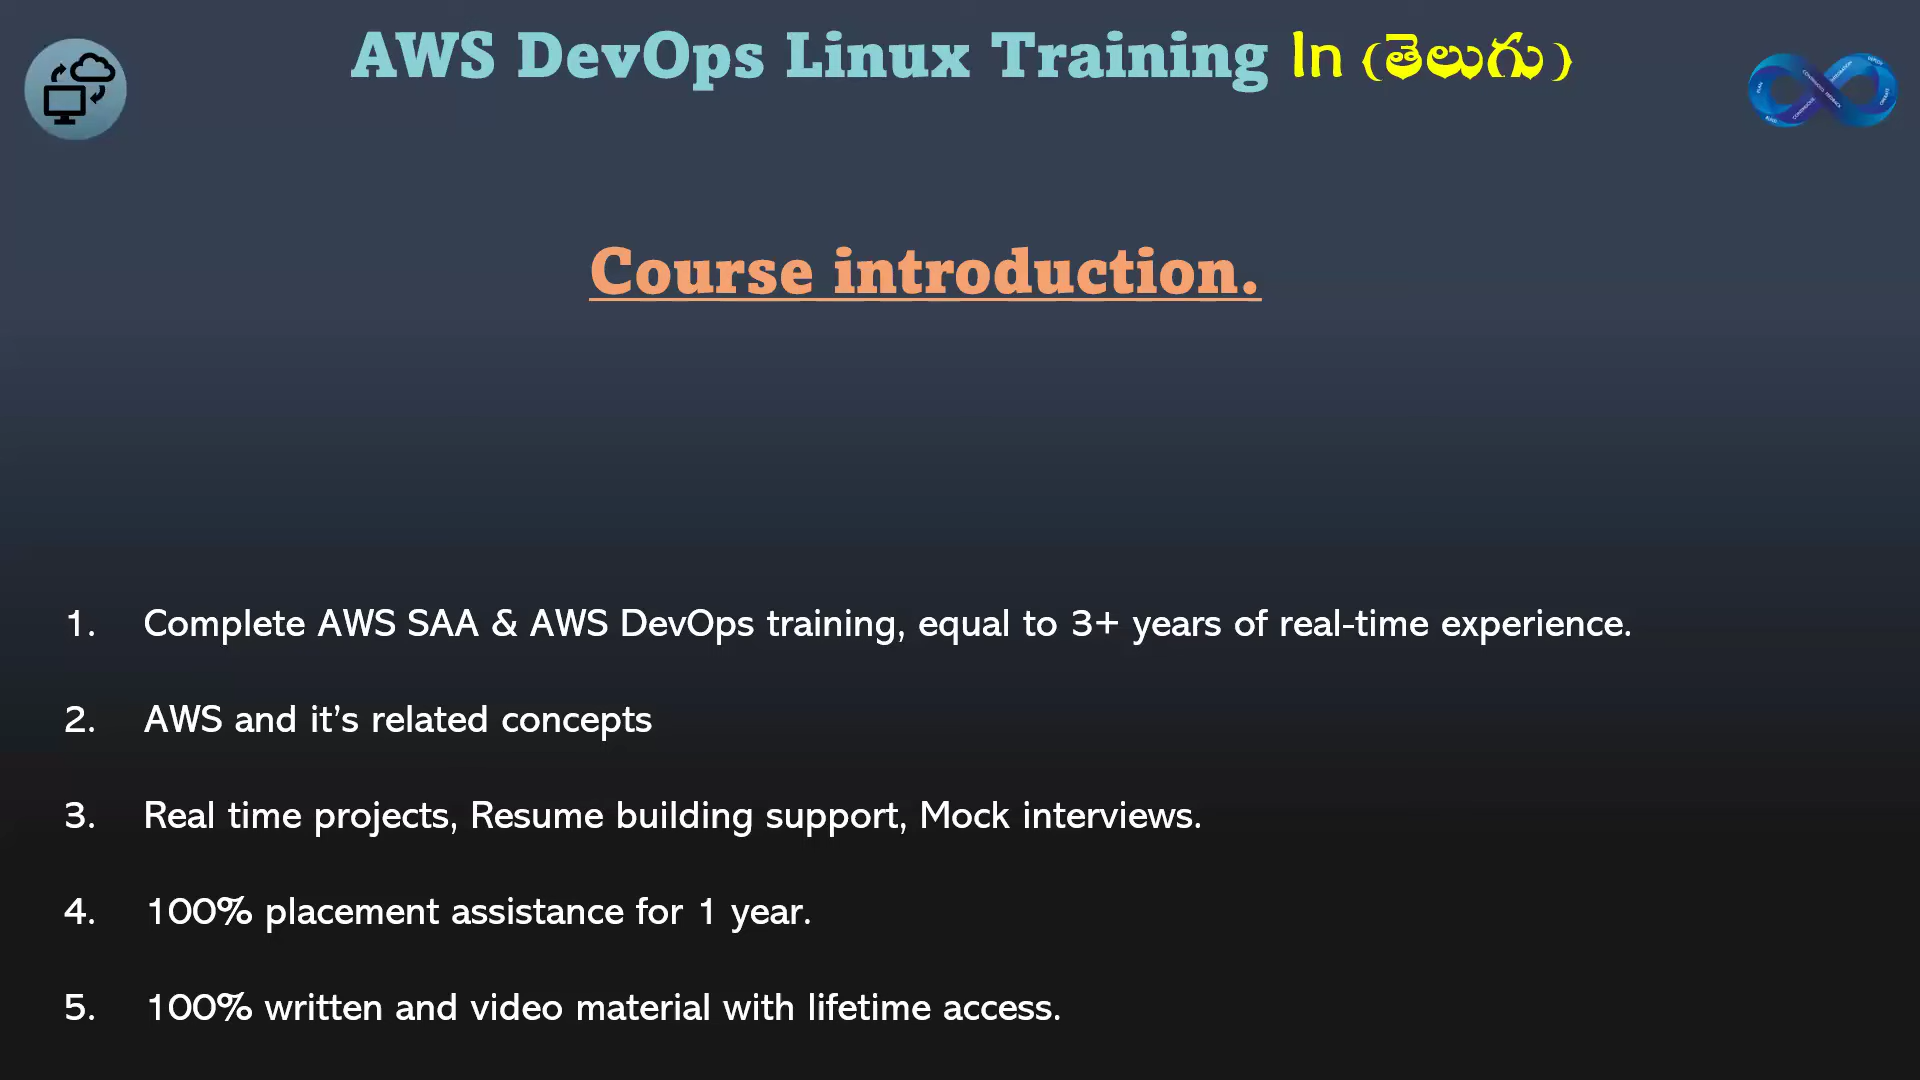 AWS DevOps Linux Training In (తెలుగు)
Course introduction.
1. Complete AWS SAA & AWS DevOps training, equal to 3+ years of real-time experience.
2. AWS and it’s related concepts
3. Real time projects, Resume building support, Mock interviews.
4. 100% placement assistance for 1 year.
5. 100% written and video material with lifetime access.